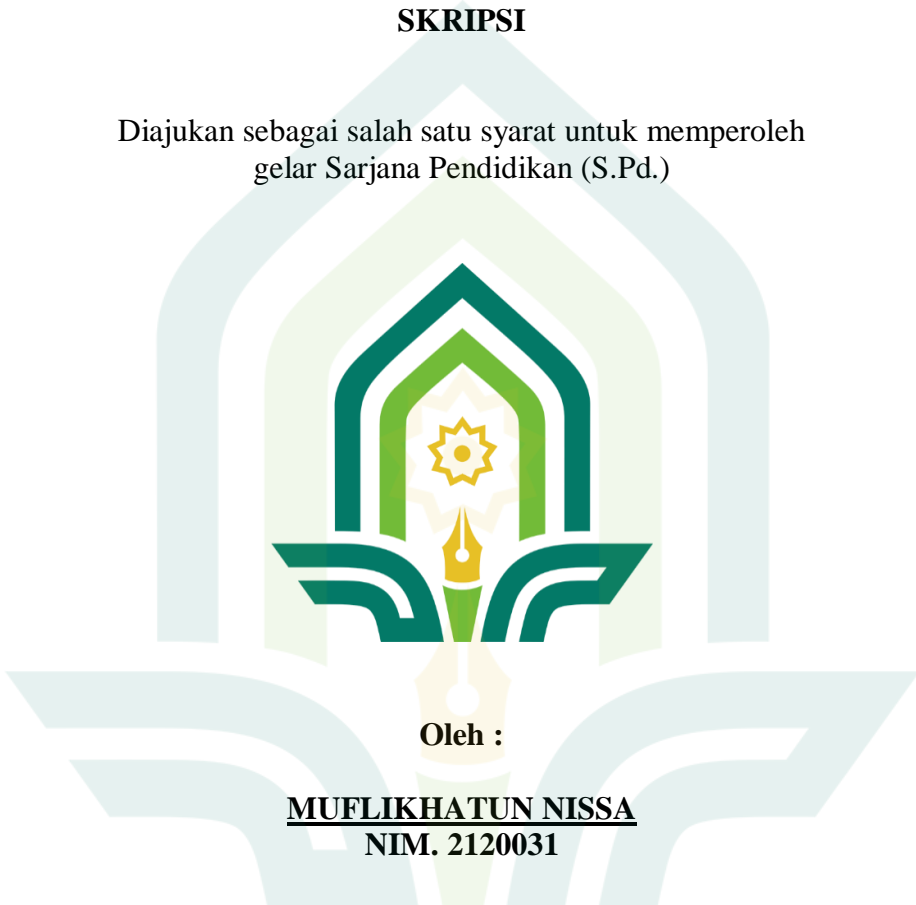 SKRIPSI
Diajukan sebagai salah satu syarat untuk memperoleh
gelar Sarjana Pendidikan (S.Pd.)
Oleh :
MUFLIKHATUN NISSA
NIM. 2120031